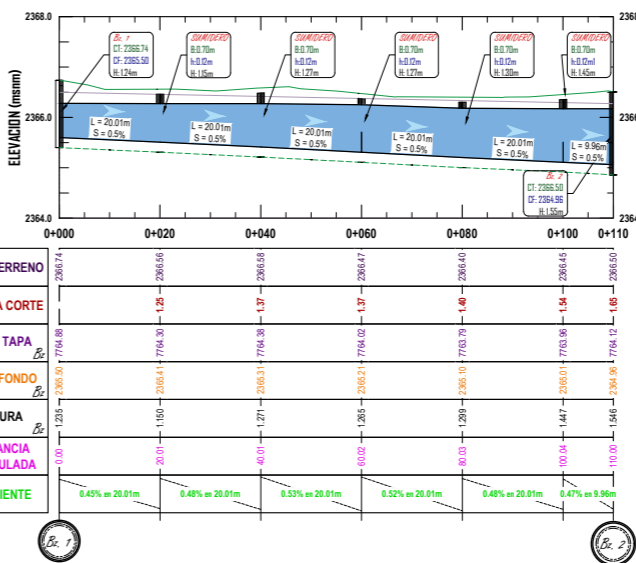 2368.0
2366.0
2364.0
ELEVACION (msnm)
Bz. 1
CT: 2366.74
CF: 2365.50
H: 1.24m
SUMIDERO
B:0.70m
h:0.12m
H: 1.15m
SUMIDERO
B:0.70m
h:0.12m
H: 1.27m
SUMIDERO
B:0.70m
h:0.12m
H: 1.27m
SUMIDERO
B:0.70m
h:0.12m
H: 1.30m
SUMIDERO
B:0.70m
h:0.12ml
H: 1.45m
2368
2366
2364
L = 20.01m
S = 0.5%
L = 20.01m
S = 0.5%
L = 20.01m
S = 0.5%
L = 20.01m
S = 0.5%
L = 20.01m
S = 0.5%
L = 9.96m
S = 0.5%
Bz. 2
CT: 2366.50
CF: 2364.96
H: 1.55m
0+000 0+020 0+040 0+060 0+080 0+100 0+110
ERRENO 2366.74 2366.56 2366.58 2366.47 2366.40 2366.45 2366.50
A CORTE 1.25 1.37 1.37 1.40 1.54 1.65
TAPA Bz 7764.88 7764.30 7764.38 7764.02 7763.79 7763.96 7764.12
FONDO Bz 2365.50 2365.41 2365.31 2365.21 2365.10 2365.01 2364.96
URA Bz 1.235 1.150 1.271 1.265 1.299 1.447 1.546
ANCIA
ULADA 0.00 20.01 40.01 60.02 80.03 100.04 110.00
IENTE 0.45% en 20.01m 0.48% en 20.01m 0.53% en 20.01m 0.52% en 20.01m 0.48% en 20.01m 0.47% en 9.96m
Bz. 1 Bz. 2